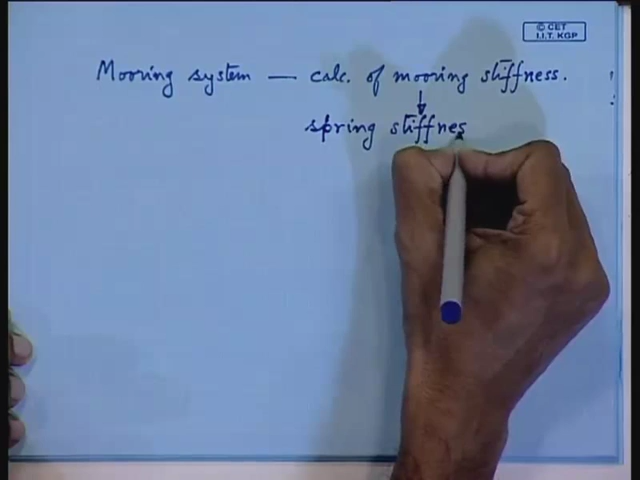 © CET
I.I.T. KGP
Mooring system — calc. of mooring stiffness.
spring stiffnes